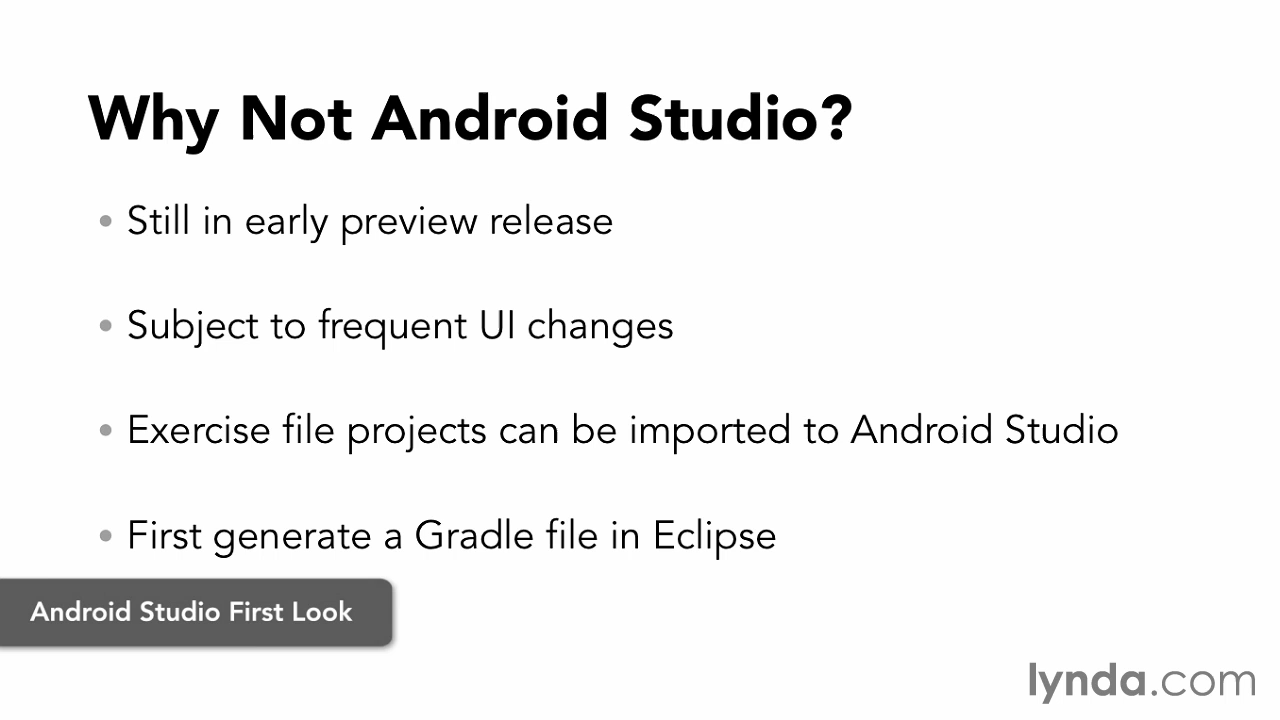 Why Not Android Studio?
• Still in early preview release
• Subject to frequent UI changes
• Exercise file projects can be imported to Android Studio
• First generate a Gradle file in Eclipse
Android Studio First Look
lynda.com